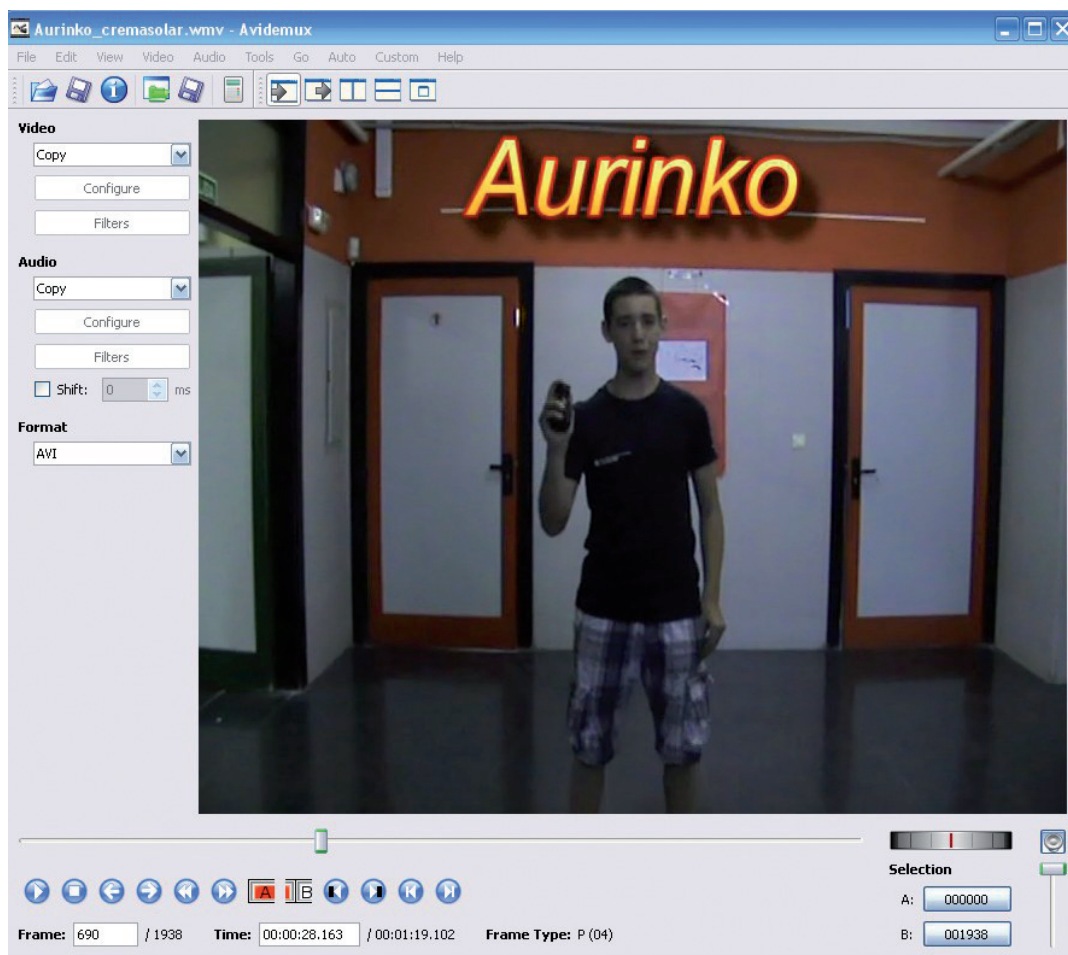 Aurinko_cremasolar.wmv - Avidemux
File Edit View Video Audio Tools Go Auto Custom Help
Video
Copy
Configure
Filters
Audio
Copy
Configure
Filters
Shift: 0 ms
Format
AVI
Aurinko
A B
Selection
A: 000000
B: 001938
Frame: 690 / 1938 Time: 00:00:28.163 / 00:01:19.102 Frame Type: P (04)